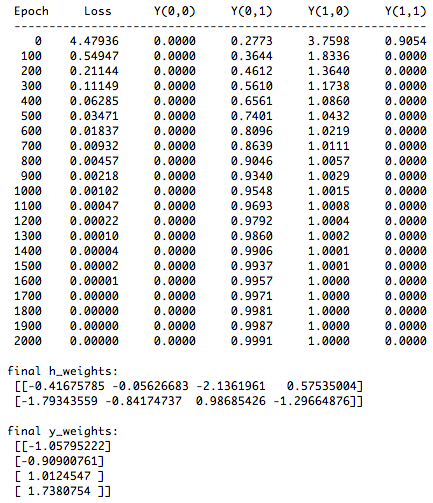 Epoch Loss Y(0,0) Y(0,1) Y(1,0) Y(1,1)
------------------------------------------------------------
0 4.47936 0.0000 0.2773 3.7598 0.9054
100 0.54947 0.0000 0.3644 1.8336 0.0000
200 0.21144 0.0000 0.4612 1.3640 0.0000
300 0.11149 0.0000 0.5610 1.1738 0.0000
400 0.06285 0.0000 0.6561 1.0860 0.0000
500 0.03471 0.0000 0.7401 1.0432 0.0000
600 0.01837 0.0000 0.8096 1.0219 0.0000
700 0.00932 0.0000 0.8639 1.0111 0.0000
800 0.00457 0.0000 0.9046 1.0057 0.0000
900 0.00218 0.0000 0.9340 1.0029 0.0000
1000 0.00102 0.0000 0.9548 1.0015 0.0000
1100 0.00047 0.0000 0.9693 1.0008 0.0000
1200 0.00022 0.0000 0.9792 1.0004 0.0000
1300 0.00010 0.0000 0.9860 1.0002 0.0000
1400 0.00004 0.0000 0.9906 1.0001 0.0000
1500 0.00002 0.0000 0.9937 1.0001 0.0000
1600 0.00001 0.0000 0.9957 1.0000 0.0000
1700 0.00000 0.0000 0.9971 1.0000 0.0000
1800 0.00000 0.0000 0.9981 1.0000 0.0000
1900 0.00000 0.0000 0.9987 1.0000 0.0000
2000 0.00000 0.0000 0.9991 1.0000 0.0000
final h_weights:
[[-0.41675785 -0.05626683 -2.1361961 0.57535004]
[-1.79343559 -0.84174737 0.98685426 -1.29664876]]
final y_weights:
[[-1.05795222]
[-0.90900761]
[ 1.0124547 ]
[ 1.7380754 ]]